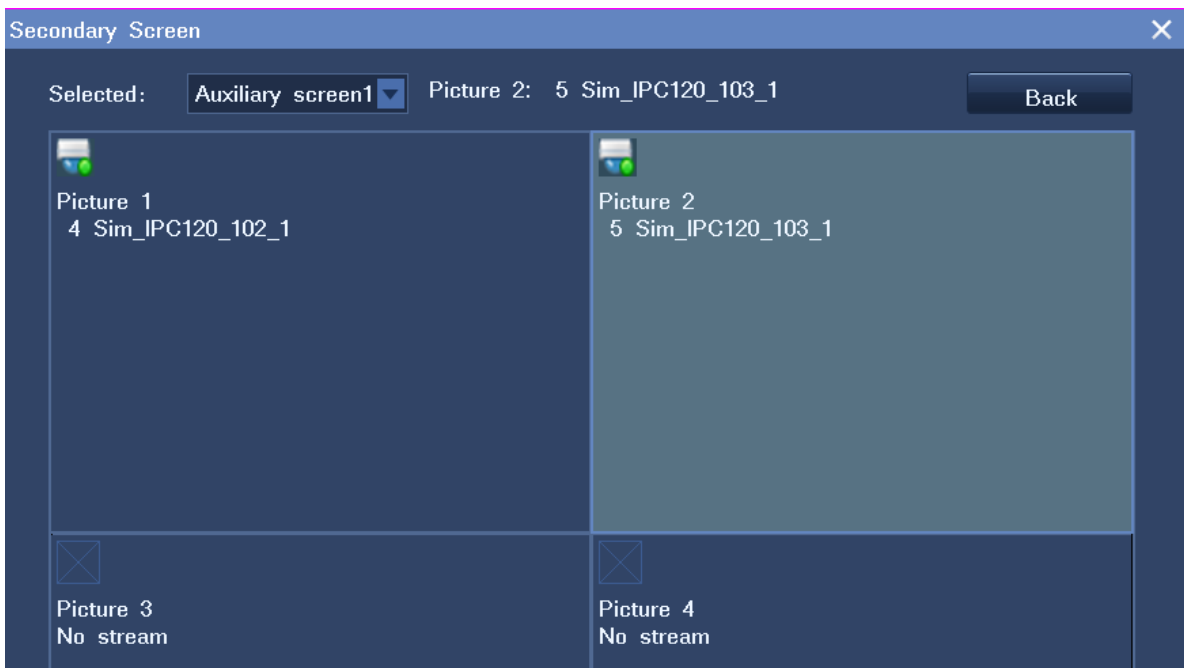 Secondary Screen
Selected: Auxiliary screen1 Picture 2: 5 Sim_IPC120_103_1 Back
Picture 1
4 Sim_IPC120_102_1
Picture 2
5 Sim_IPC120_103_1
Picture 3
No stream
Picture 4
No stream